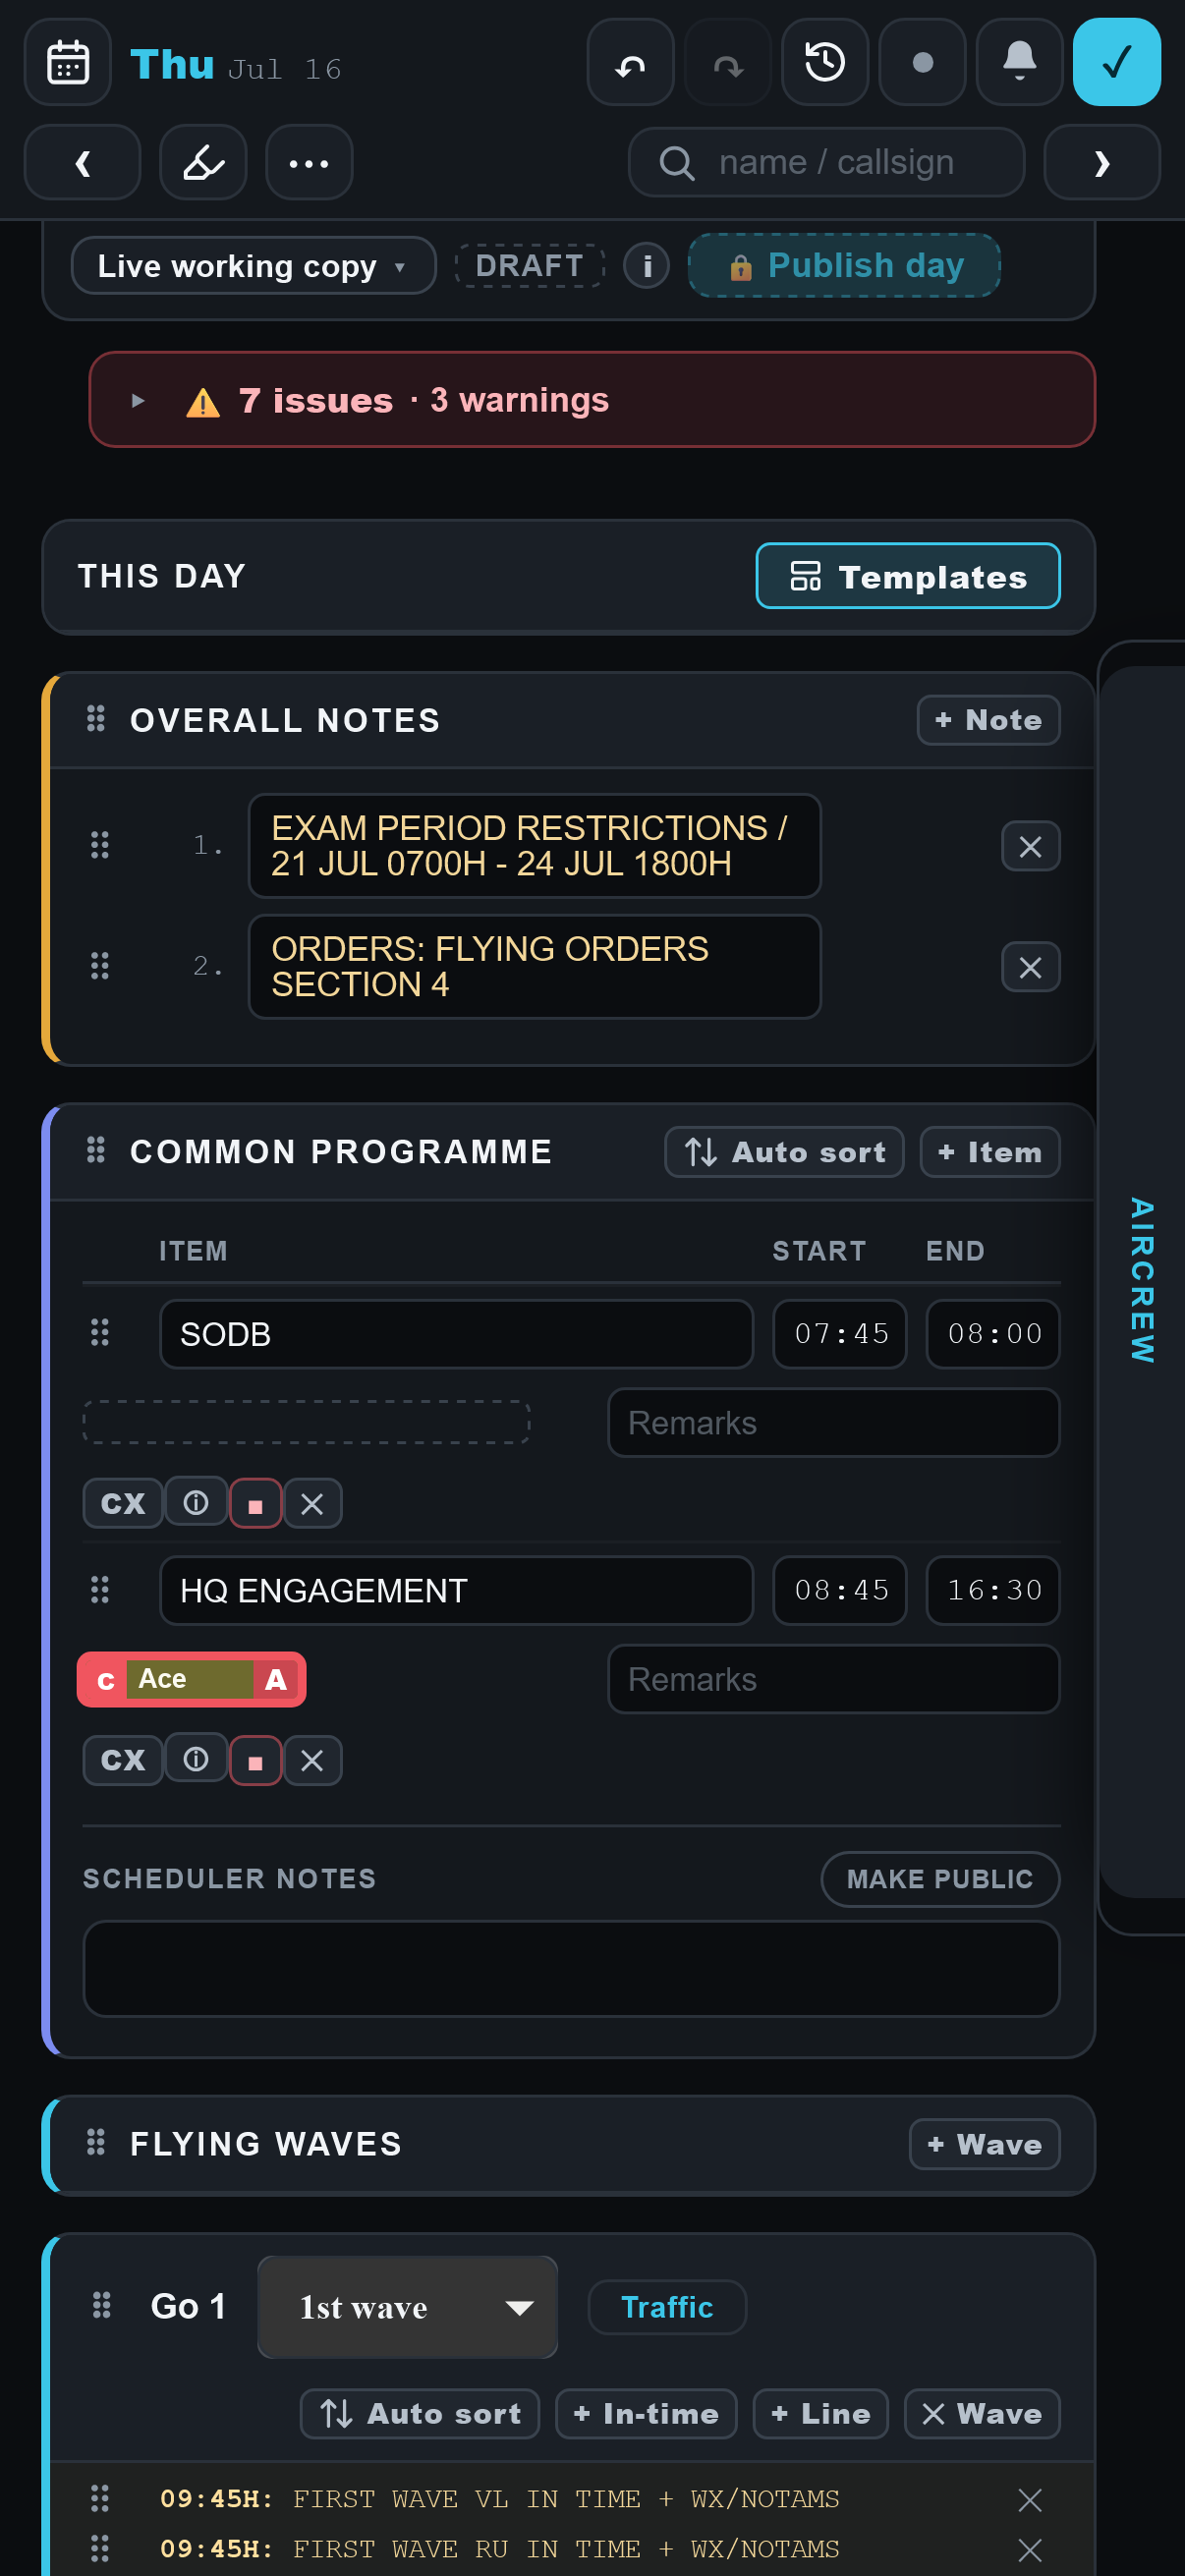 Thu Jul 16
name / callsign
Live working copy DRAFT i Publish day
7 issues · 3 warnings
THIS DAY Templates
OVERALL NOTES + Note
1. EXAM PERIOD RESTRICTIONS /
21 JUL 0700H - 24 JUL 1800H
2. ORDERS: FLYING ORDERS
SECTION 4
COMMON PROGRAMME Auto sort + Item
ITEM START END
SODB 07:45 08:00
Remarks
CX
HQ ENGAGEMENT 08:45 16:30
c Ace A Remarks
CX
SCHEDULER NOTES MAKE PUBLIC
AIRCREW
FLYING WAVES + Wave
Go 1 1st wave Traffic
Auto sort + In-time + Line × Wave
09:45H: FIRST WAVE VL IN TIME + WX/NOTAMS
09:45H: FIRST WAVE RU IN TIME + WX/NOTAMS